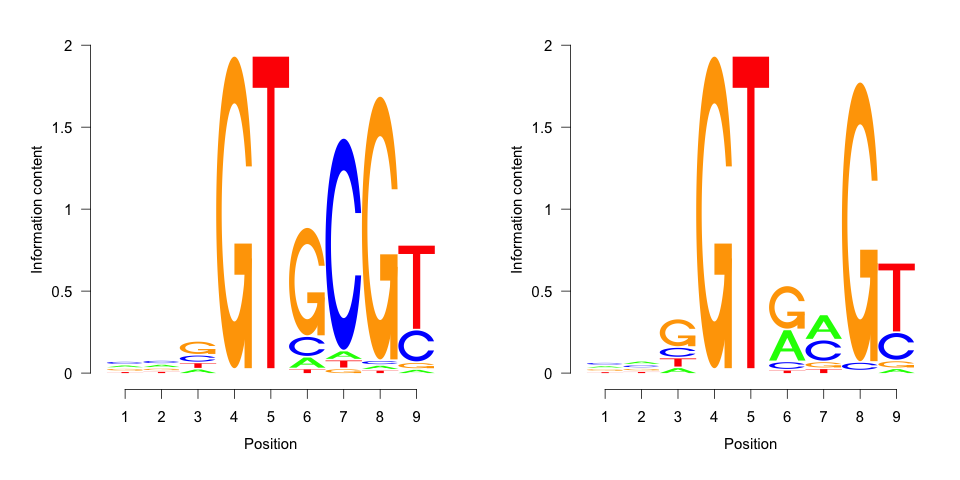 2
1.5
1
0.5
0
Information content
G T G C G T
C C C
A A T
1 2 3 4 5 6 7 8 9
Position
2
1.5
1
0.5
0
Information content
G G T G A G T
C A C C
1 2 3 4 5 6 7 8 9
Position